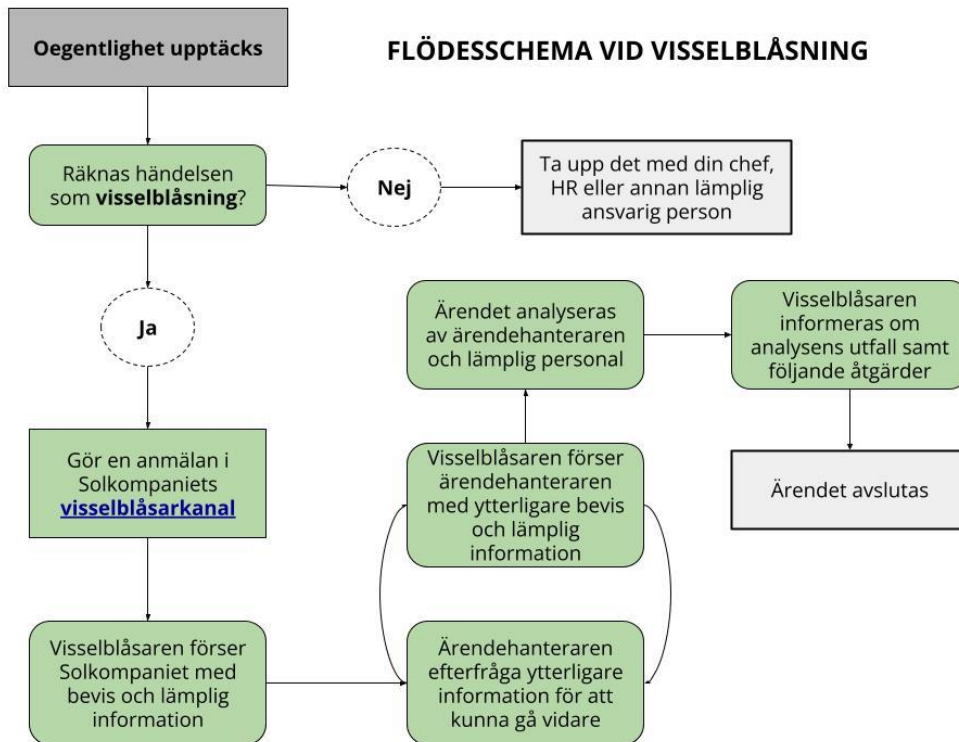 Oegentlighet upptäcks
FLÖDESSCHEMA VID VISSELBLÅSNING
Räknas händelsen
som visselblåsning?
Nej
Ta upp det med din chef,
HR eller annan lämplig
ansvarig person
Ja
Gör en anmälan i
Solkompaniets
visselblåsarkanal
Visselblåsaren förser
Solkompaniet med
bevis och lämplig
information
Ärendehanteraren
efterfråga ytterligare
information för att
kunna gå vidare
Visselblåsaren förser
ärendehanteraren
med ytterligare bevis
och lämplig
information
Ärendet analyseras
av ärendehanteraren
och lämplig personal
Visselblåsaren
informeras om
analysens utfall samt
följande åtgärder
Ärendet avslutas